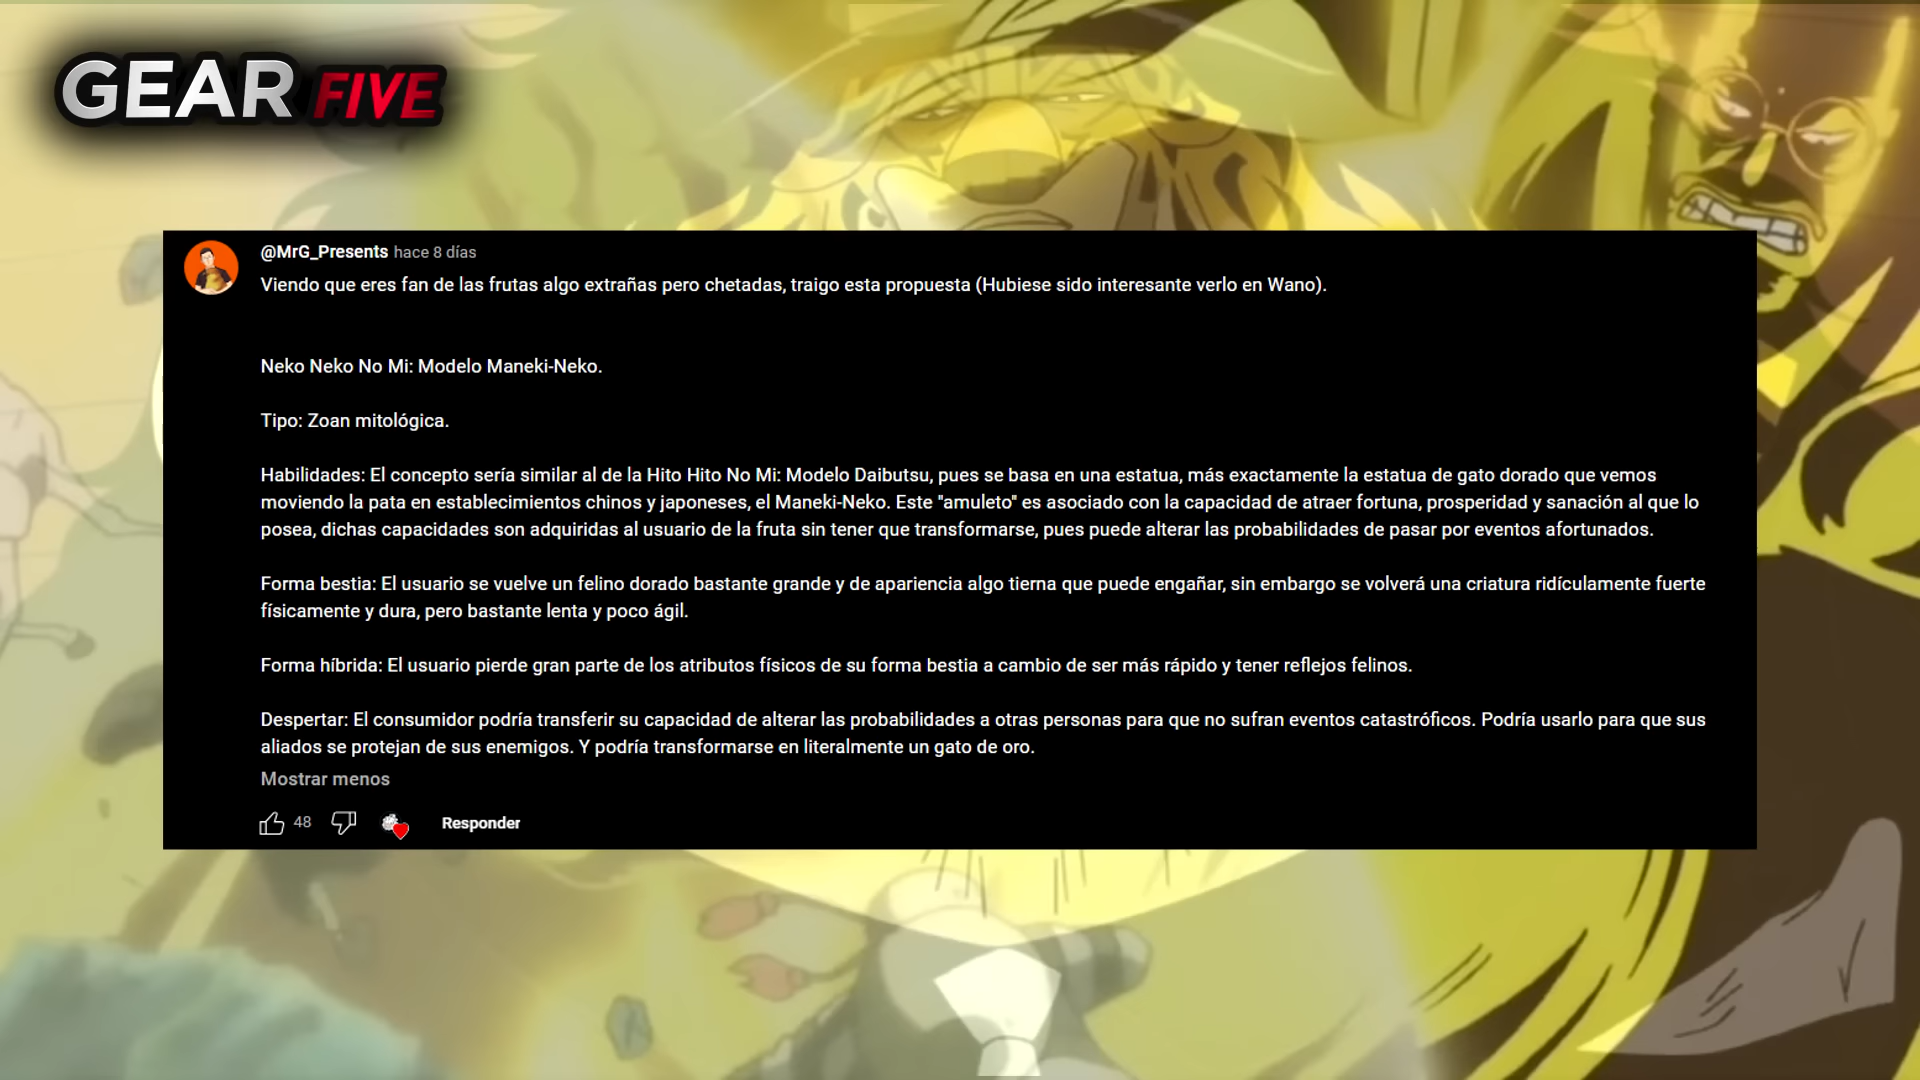 GEAR FIVE
@MrG_Presents hace 8 días
Viendo que eres fan de las frutas algo extrañas pero chetadas, traigo esta propuesta (Hubiese sido interesante verlo en Wano).
Neko Neko No Mi: Modelo Maneki-Neko.
Tipo: Zoan mitológica.
Habilidades: El concepto sería similar al de la Hito Hito No Mi: Modelo Daibutsu, pues se basa en una estatua, más exactamente la estatua de gato dorado que vemos
moviendo la pata en establecimientos chinos y japoneses, el Maneki-Neko. Este "amuleto" es asociado con la capacidad de atraer fortuna, prosperidad y sanación al que lo
posea, dichas capacidades son adquiridas al usuario de la fruta sin tener que transformarse, pues puede alterar las probabilidades de pasar por eventos afortunados.
Forma bestia: El usuario se vuelve un felino dorado bastante grande y de apariencia algo tierna que puede engañar, sin embargo se volverá una criatura ridículamente fuerte
físicamente y dura, pero bastante lenta y poco ágil.
Forma híbrida: El usuario pierde gran parte de los atributos físicos de su forma bestia a cambio de ser más rápido y tener reflejos felinos.
Despertar: El consumidor podría transferir su capacidad de alterar las probabilidades a otras personas para que no sufran eventos catastróficos. Podría usarlo para que sus
aliados se protejan de sus enemigos. Y podría transformarse en literalmente un gato de oro.
Mostrar menos
48 Responder